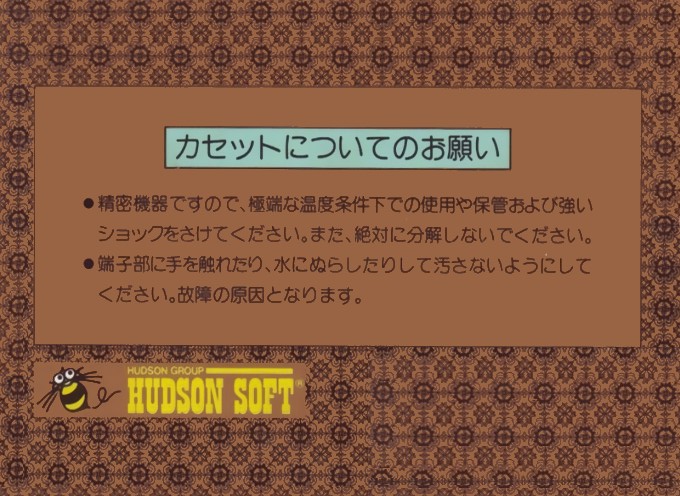 カセットについてのお願い
●精密機器ですので、極端な温度条件下での使用や保管および強い
ショックをさけてください。また、絶対に分解しないでください。
●端子部に手を触れたり、水にぬらしたりして汚さないようにして
ください。故障の原因となります。
HUDSON GROUP
HUDSON SOFT®